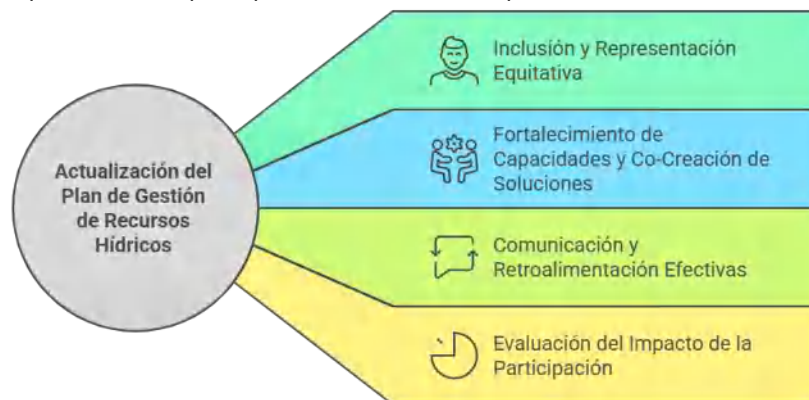 Actualización del
Plan de Gestión
de Recursos
Hídricos
Inclusión y Representación
Equitativa
Fortalecimiento de
Capacidades y Co-Creación de
Soluciones
Comunicación y
Retroalimentación Efectivas
Evaluación del Impacto de la
Participación